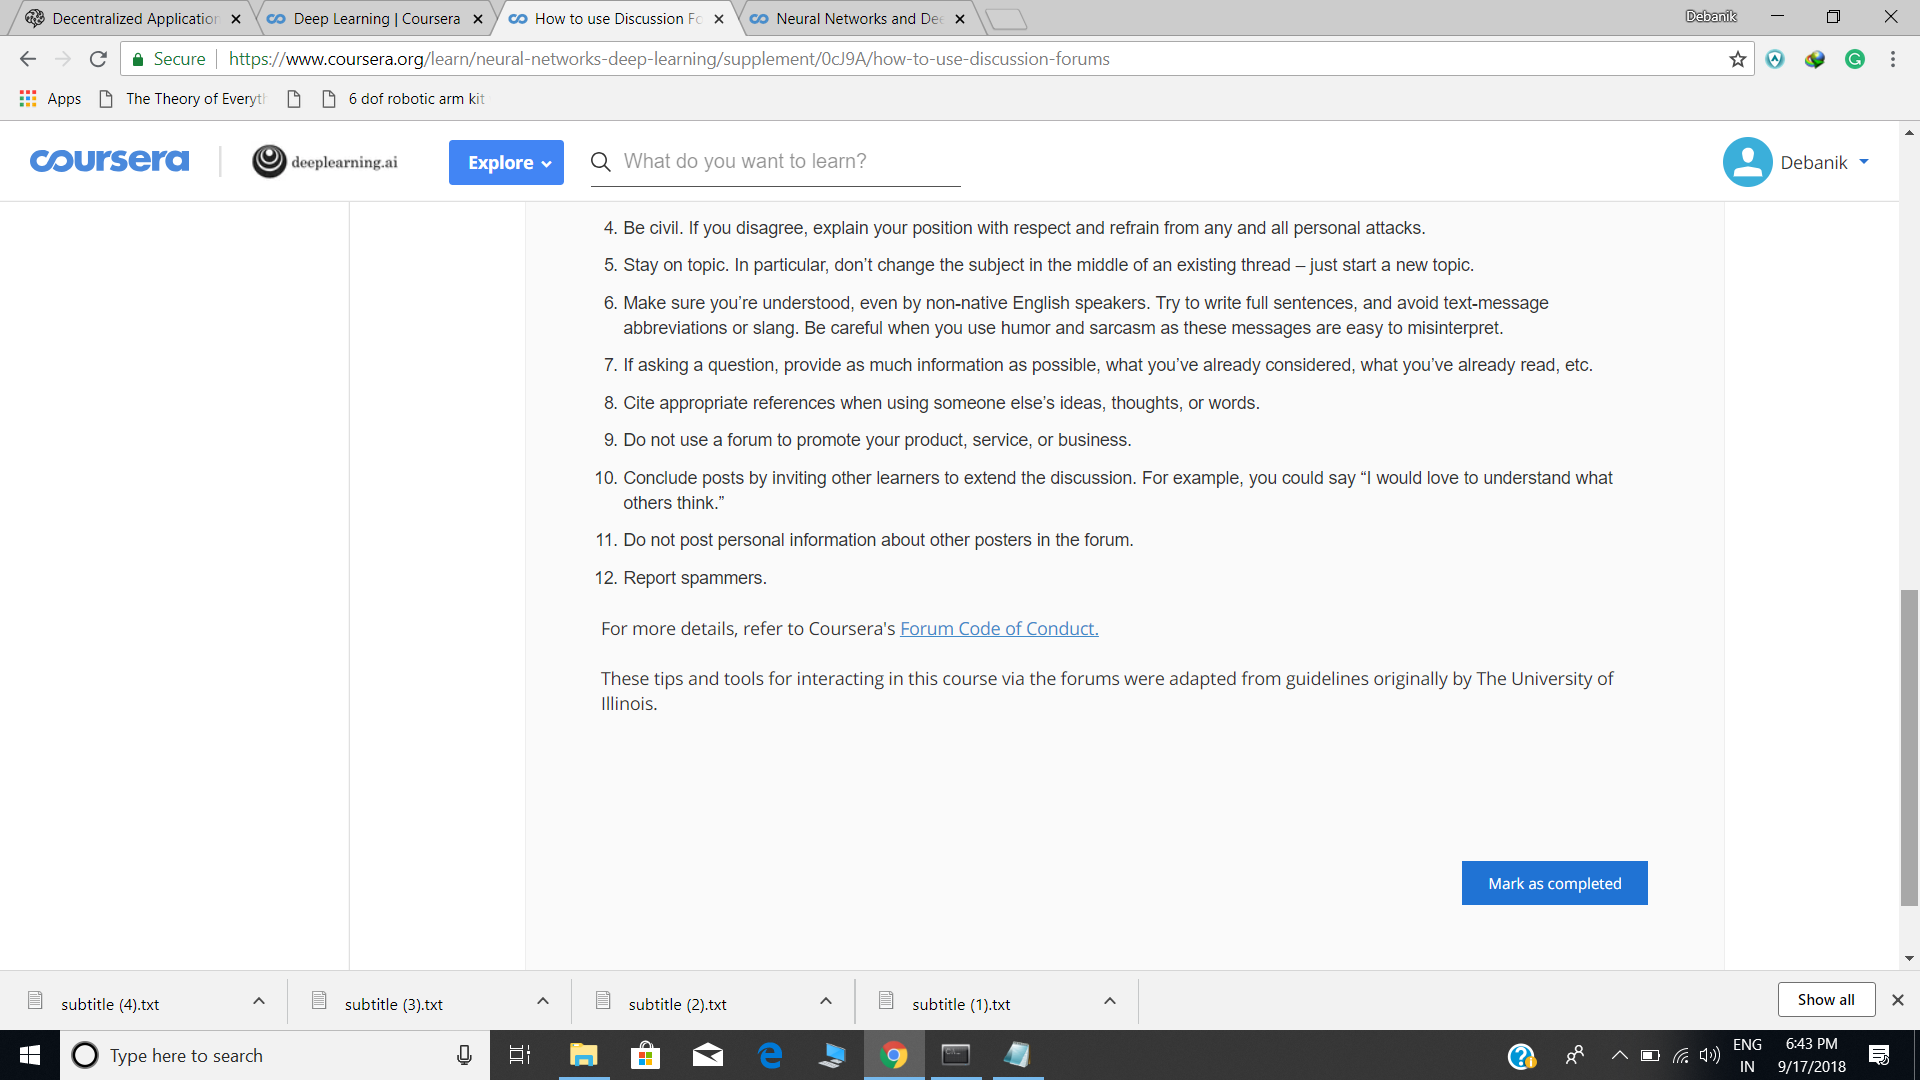 Decentralized Application
Deep Learning | Coursera
How to use Discussion Fo
Neural Networks and Dee
Debanik
Secure
https://www.coursera.org/learn/neural-networks-deep-learning/supplement/0cJ9A/how-to-use-discussion-forums
Apps
The Theory of Everyth
6 dof robotic arm kit
coursera
deeplearning.ai
Explore
What do you want to learn?
Debanik
4. Be civil. If you disagree, explain your position with respect and refrain from any and all personal attacks.
5. Stay on topic. In particular, don’t change the subject in the middle of an existing thread – just start a new topic.
6. Make sure you’re understood, even by non-native English speakers. Try to write full sentences, and avoid text-message
abbreviations or slang. Be careful when you use humor and sarcasm as these messages are easy to misinterpret.
7. If asking a question, provide as much information as possible, what you’ve already considered, what you’ve already read, etc.
8. Cite appropriate references when using someone else’s ideas, thoughts, or words.
9. Do not use a forum to promote your product, service, or business.
10. Conclude posts by inviting other learners to extend the discussion. For example, you could say “I would love to understand what
others think.”
11. Do not post personal information about other posters in the forum.
12. Report spammers.
For more details, refer to Coursera's Forum Code of Conduct.
These tips and tools for interacting in this course via the forums were adapted from guidelines originally by The University of
Illinois.
Mark as completed
subtitle (4).txt
subtitle (3).txt
subtitle (2).txt
subtitle (1).txt
Show all
Type here to search
ENG
IN
6:43 PM
9/17/2018